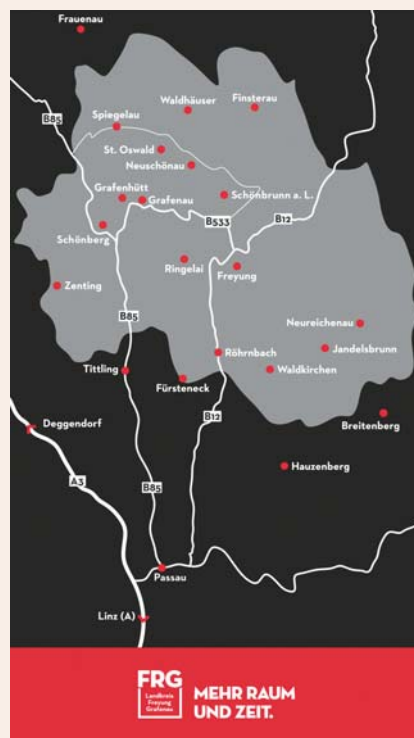 Frauenau
Waldhäuser
Finsterau
B85
Spiegelau
St. Oswald
Neuschönau
Grafenhütt
Grafenau
Schönbrunn a. L.
B533
B12
Schönberg
Ringelai
Freyung
Zenting
B85
Neureichenau
Jandelsbrunn
Röhrnbach
Tittling
Waldkirchen
Fürsteneck
B12
Breitenberg
Deggendorf
Hauzenberg
A3
B85
Passau
Linz (A)
FRG
Landkreis
Freyung
Grafenau
MEHR RAUM
UND ZEIT.